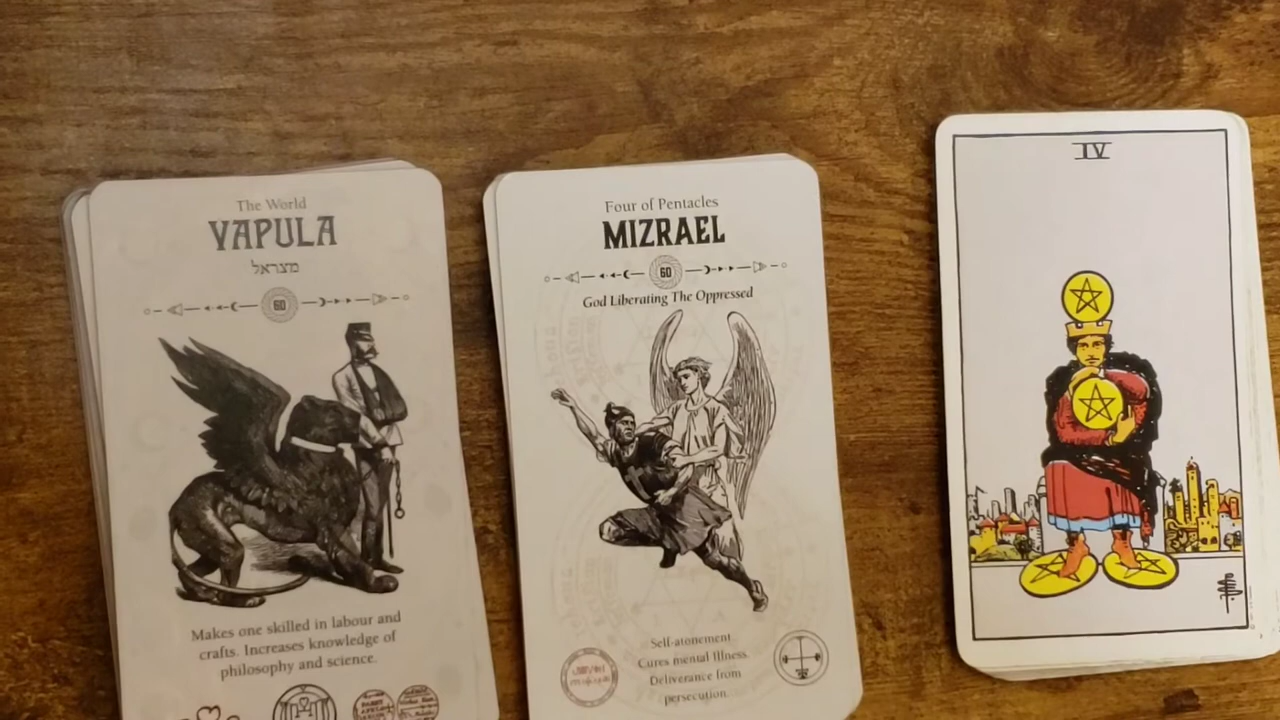 The World
VAPULA
מצראל
60
Makes one skilled in labour and
crafts. Increases knowledge of
philosophy and science.
Four of Pentacles
MIZRAEL
60
God Liberating The Oppressed
Self-atonement
Cures mental Illness.
Deliverance from
persecution.
IV